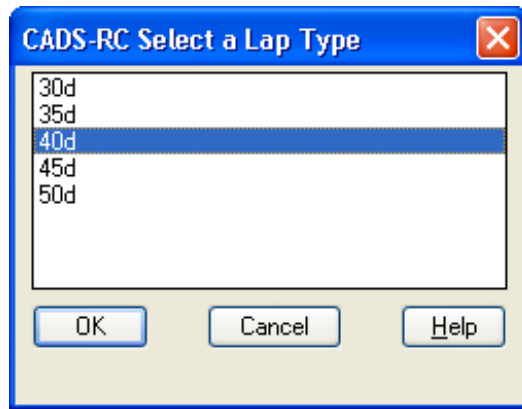 CADS-RC Select a Lap Type
30d
35d
40d
45d
50d
OK Cancel Help